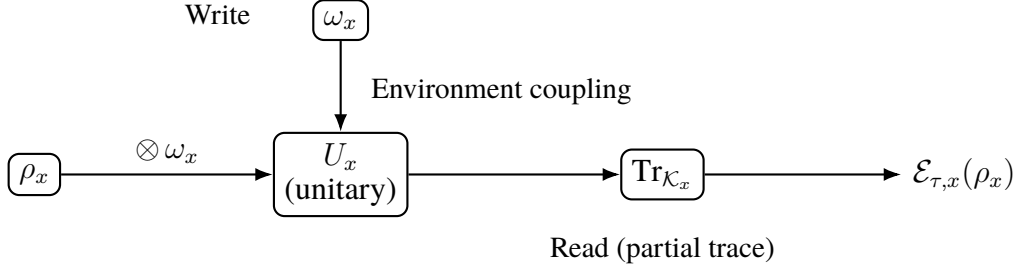 Write
ω_x
Environment coupling
ρ_x
⊗ ω_x
U_x
(unitary)
Tr_{𝒦_x}
ℰ_{τ,x}(ρ_x)
Read (partial trace)